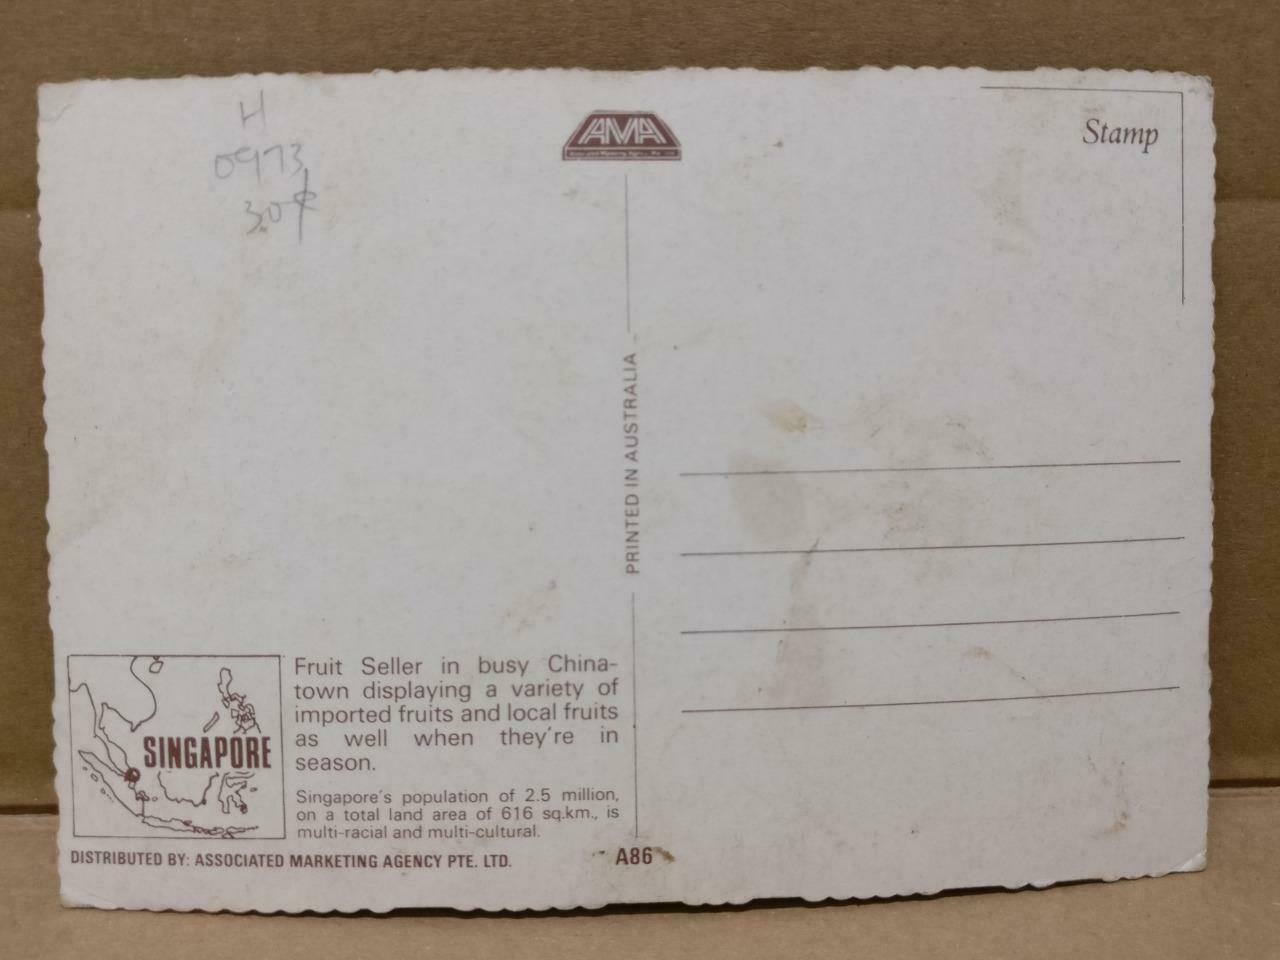 H
0973
AMA
Stamp
PRINTED IN AUSTRALIA
SINGAPORE
Fruit Seller in busy China-
town displaying a variety of
imported fruits and local fruits
as well when they're in
season.
Singapore's population of 2.5 million,
on a total land area of 616 sq.km., is
multi-racial and multi-cultural.
DISTRIBUTED BY: ASSOCIATED MARKETING AGENCY PTE. LTD.
A86